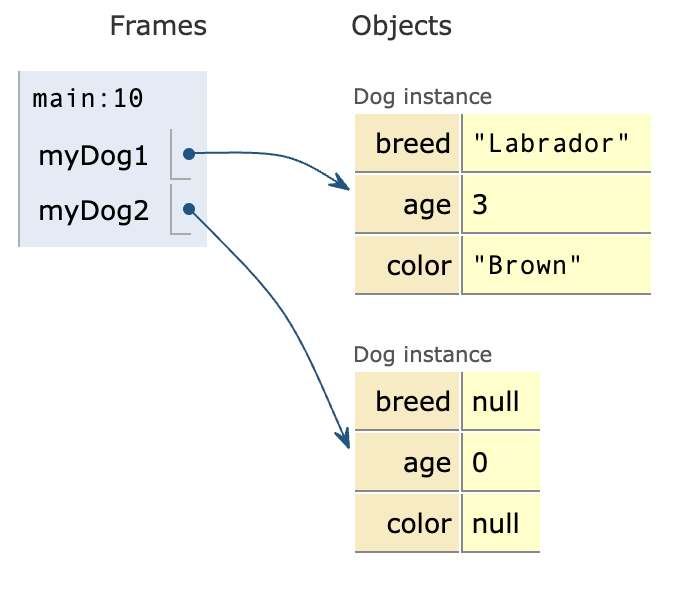 Frames
Objects
main:10
myDog1
myDog2
Dog instance
breed "Labrador"
age 3
color "Brown"
Dog instance
breed null
age 0
color null